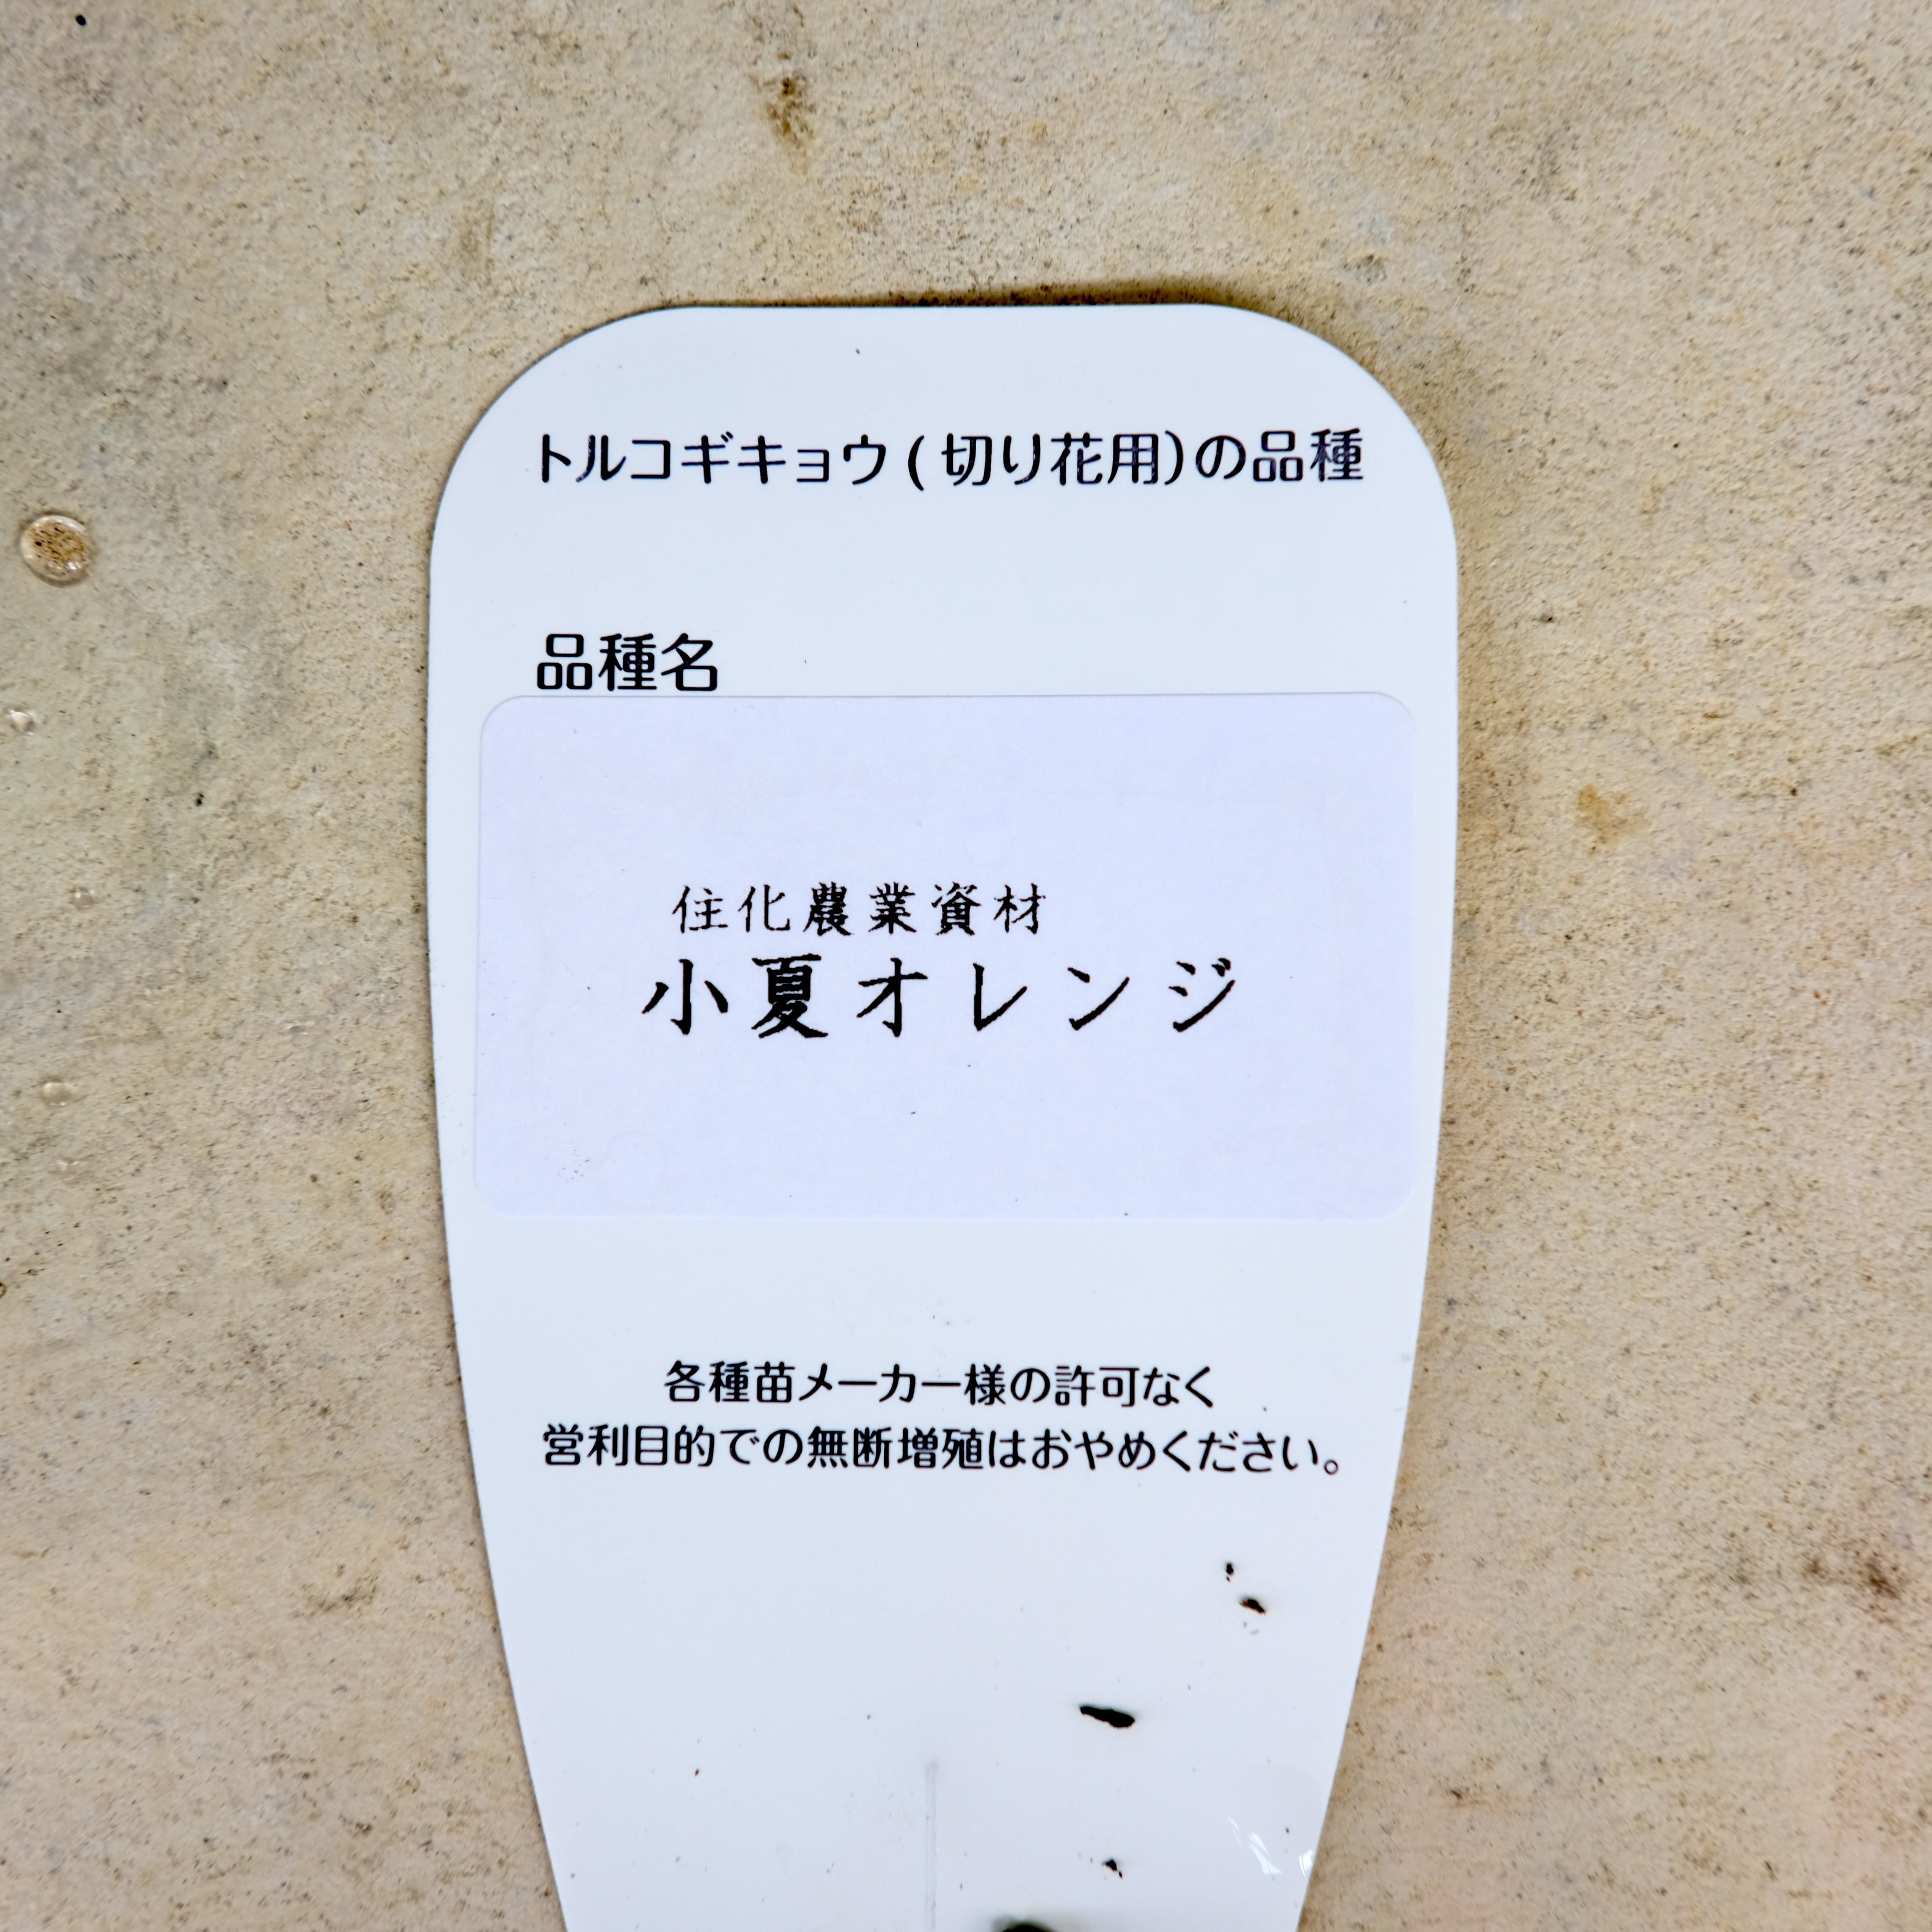 トルコギキョウ(切り花用)の品種
品種名
住化農業資材
小夏オレンジ
各種苗メーカー様の許可なく
営利目的での無断増殖はおやめください。